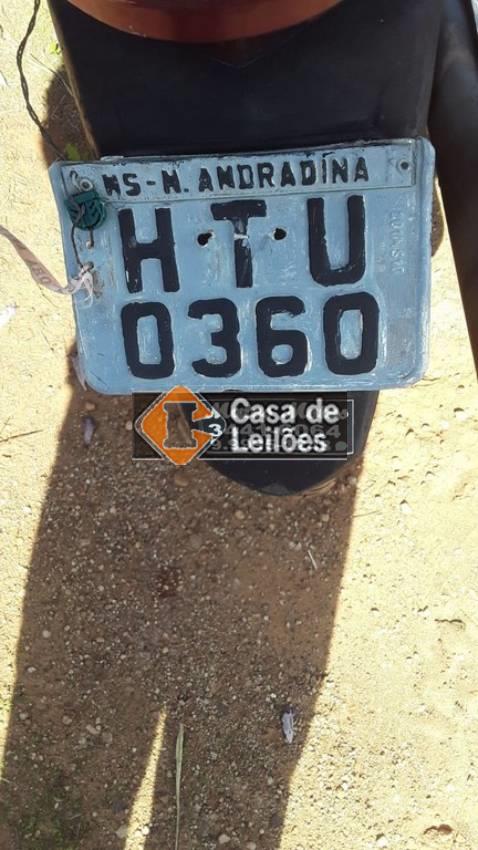 MS-N. ANDRADINA
HTU
0360
Casa de
Leilões